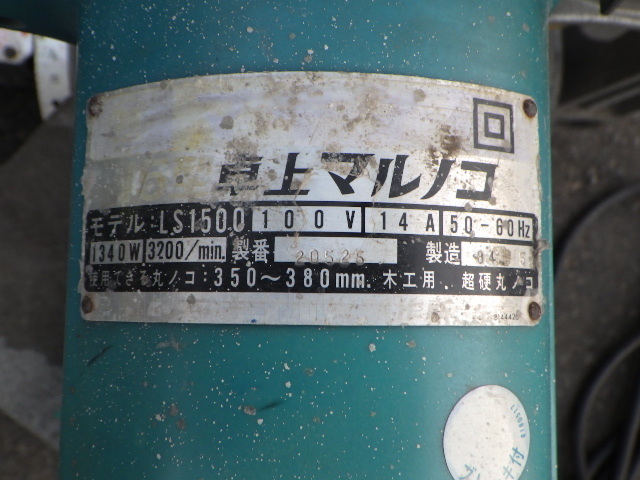 卓上マルノコ
モデル LS1500 100V 14A 50-60Hz
1340W 3200/min. 製番 20525 製造
使用できる丸ノコ:350〜380mm. 木工用. 超硬丸ノコ